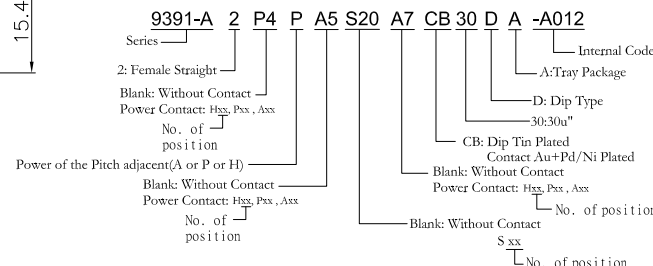 15.4
9391-A 2 P4 P A5 S20 A7 CB 30 D A -A012
Series
Internal Code
2: Female Straight
A:Tray Package
Blank: Without Contact
Power Contact: Hxx, Pxx , Axx
No. of
position
D: Dip Type
30:30u"
CB: Dip Tin Plated
Contact Au+Pd/Ni Plated
Power of the Pitch adjacent(A or P or H)
Blank: Without Contact
Power Contact: Hxx, Pxx , Axx
No. of position
Blank: Without Contact
Power Contact: Hxx, Pxx , Axx
No. of
position
Blank: Without Contact
S xx
No. of position